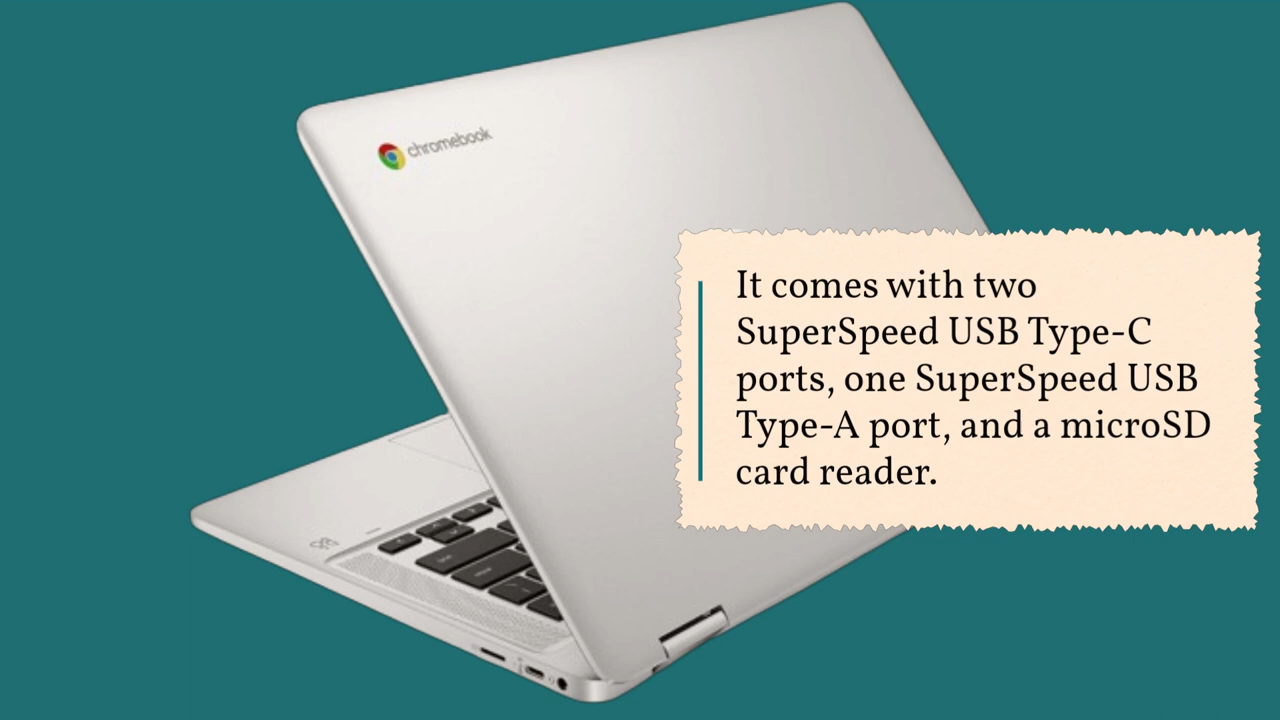 chromebook
It comes with two
SuperSpeed USB Type-C
ports, one SuperSpeed USB
Type-A port, and a microSD
card reader.